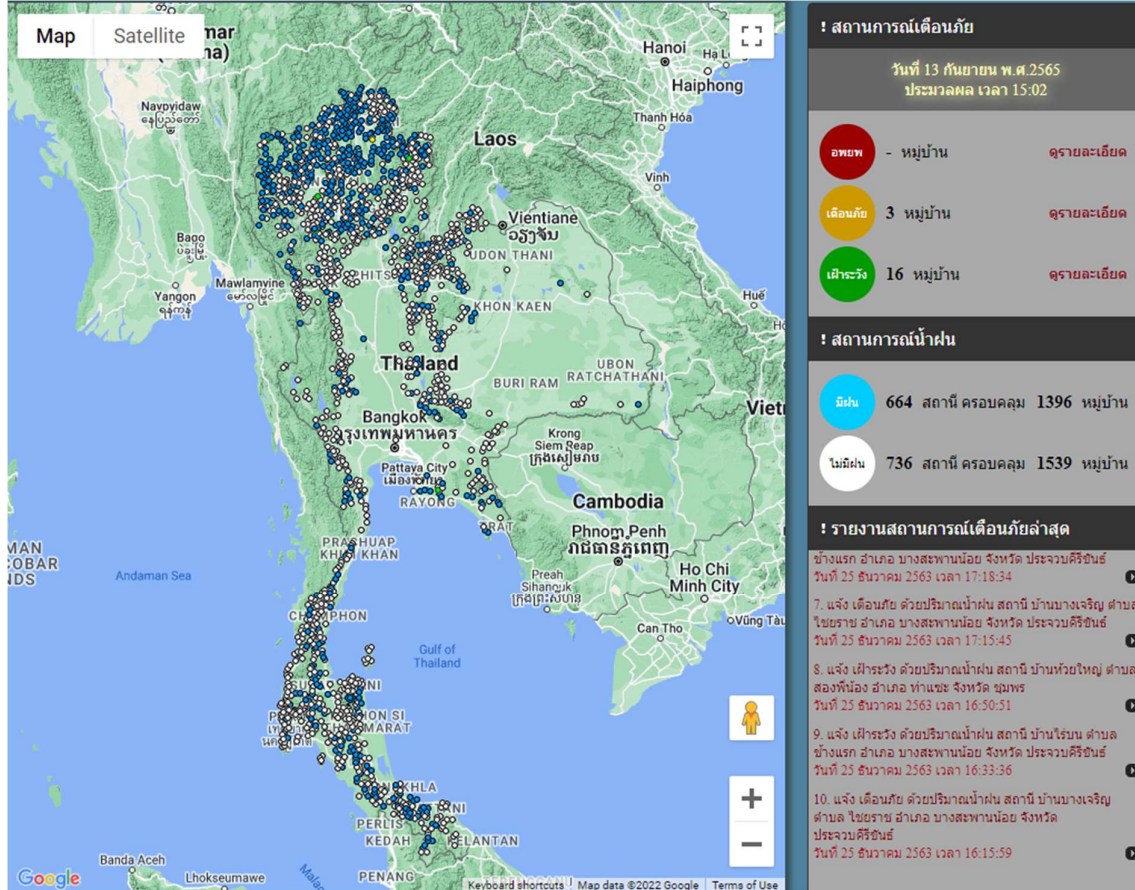 Map
Satellite
Hanoi
Haiphong
Naypyidaw
နေပြည်တော်
Laos
Thanh Hóa
Vinh
Vientiane
ວຽງຈັນ
UDON THANI
Bago
ပဲခူးမြို့
Yangon
ရန်ကုန်
Mawlamyine
မော်လမြိုင်
KHON KAEN
Huế
Thailand
UBON
RATCHATHANI
BURI RAM
Bangkok
กรุงเทพมหานคร
Krong
Siem Reap
ក្រុងសៀមរាប
Pattaya City
RAYONG
Cambodia
Phnom Penh
រាជធានីភ្នំពេញ
PRACHUAP
KHIRI KHAN
Andaman Sea
Preah
Sihanouk
ក្រុងព្រះសីហនុ
Ho Chi
Minh City
Can Tho
Vũng Tàu
Gulf of
Thailand
PERLIS
KEDAH
KELANTAN
PENANG
Banda Aceh
Lhokseumawe
Google
Keyboard shortcuts
Map data ©2022 Google
Terms of Use
! สถานการณ์เตือนภัย
วันที่ 13 กันยายน พ.ศ.2565
ประมวลผล เวลา 15:02
อพยพ - หมู่บ้าน ดูรายละเอียด
เตือนภัย 3 หมู่บ้าน ดูรายละเอียด
เฝ้าระวัง 16 หมู่บ้าน ดูรายละเอียด
! สถานการณ์น้ำฝน
มีฝน 664 สถานี ครอบคลุม 1396 หมู่บ้าน
ไม่มีฝน 736 สถานี ครอบคลุม 1539 หมู่บ้าน
! รายงานสถานการณ์เตือนภัยล่าสุด
ช้างแรก อำเภอ บางสะพานน้อย จังหวัด ประจวบคีรีขันธ์
วันที่ 25 ธันวาคม 2563 เวลา 17:18:34
7. แจ้ง เตือนภัย ด้วยปริมาณน้ำฝน สถานี บ้านบางเจริญ ตำบล
ไชยราช อำเภอ บางสะพานน้อย จังหวัด ประจวบคีรีขันธ์
วันที่ 25 ธันวาคม 2563 เวลา 17:15:45
8. แจ้ง เฝ้าระวัง ด้วยปริมาณน้ำฝน สถานี บ้านห้วยใหญ่ ตำบล
สองพี่น้อง อำเภอ ท่าแซะ จังหวัด ชุมพร
วันที่ 25 ธันวาคม 2563 เวลา 16:50:51
9. แจ้ง เฝ้าระวัง ด้วยปริมาณน้ำฝน สถานี บ้านไร่บน ตำบล
ช้างแรก อำเภอ บางสะพานน้อย จังหวัด ประจวบคีรีขันธ์
วันที่ 25 ธันวาคม 2563 เวลา 16:33:36
10. แจ้ง เตือนภัย ด้วยปริมาณน้ำฝน สถานี บ้านบางเจริญ
ตำบล ไชยราช อำเภอ บางสะพานน้อย จังหวัด
ประจวบคีรีขันธ์
วันที่ 25 ธันวาคม 2563 เวลา 16:15:59